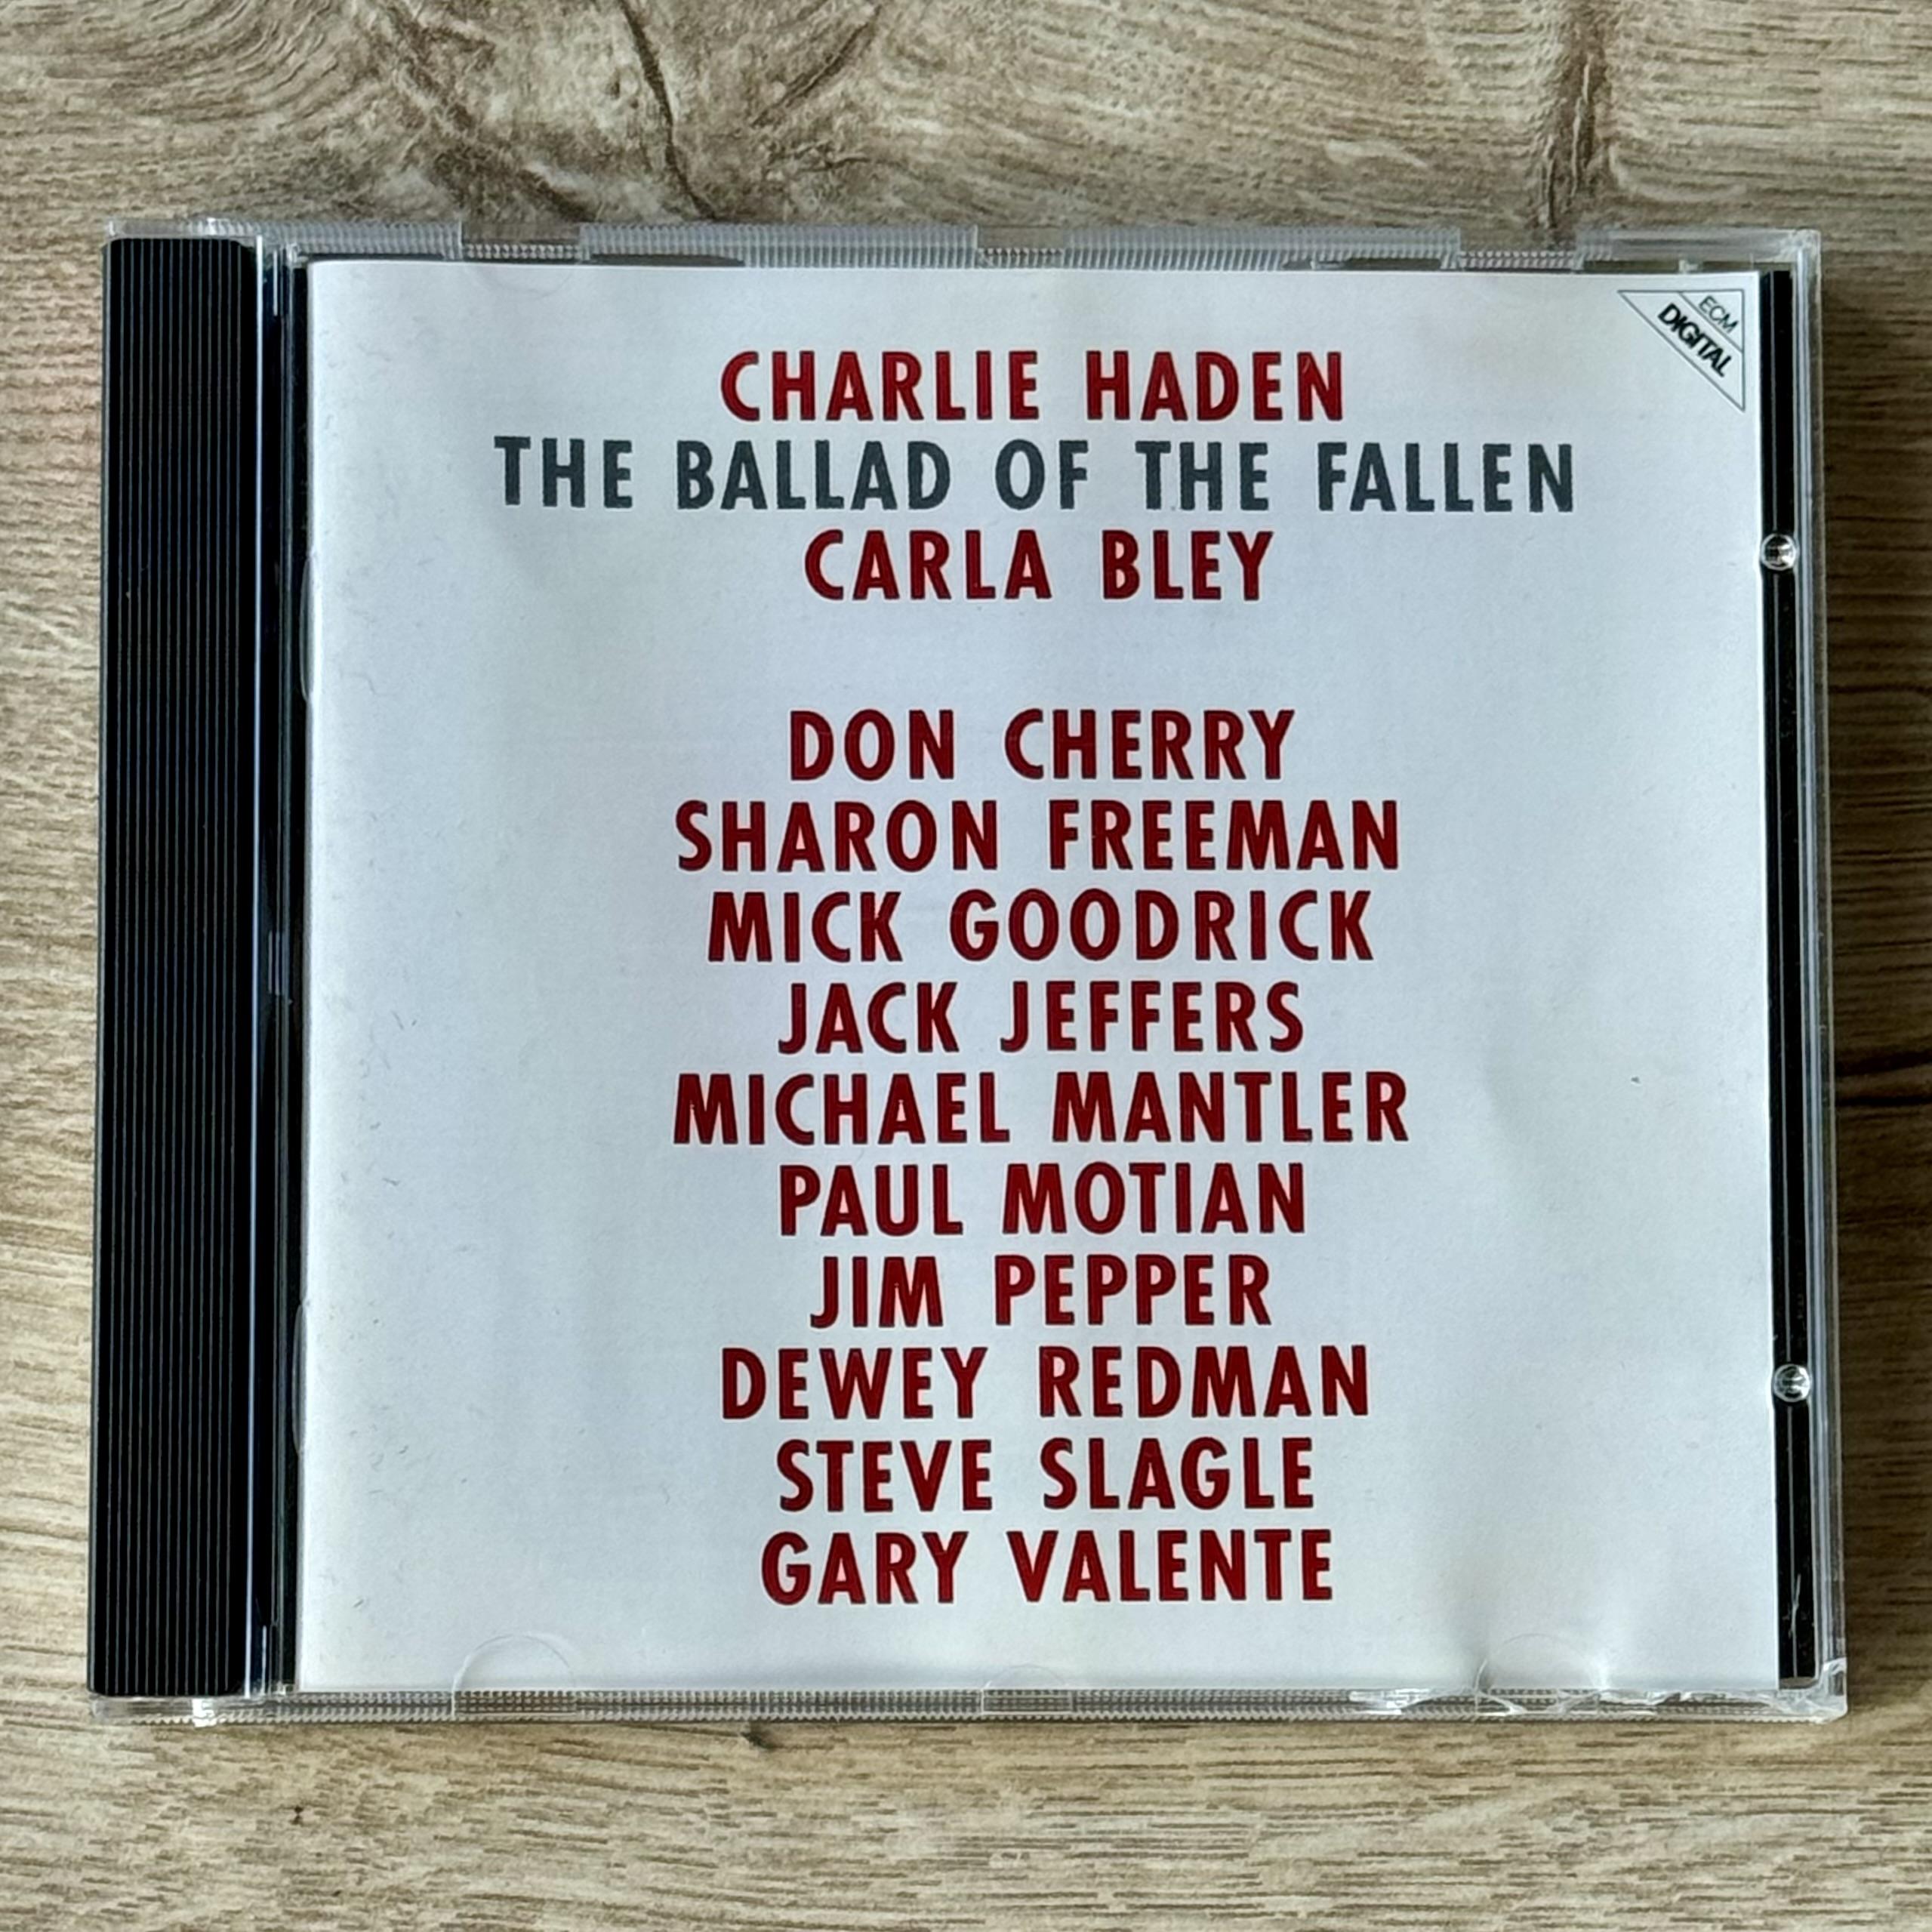 ECM
DIGITAL
CHARLIE HADEN
THE BALLAD OF THE FALLEN
CARLA BLEY
DON CHERRY
SHARON FREEMAN
MICK GOODRICK
JACK JEFFERS
MICHAEL MANTLER
PAUL MOTIAN
JIM PEPPER
DEWEY REDMAN
STEVE SLAGLE
GARY VALENTE